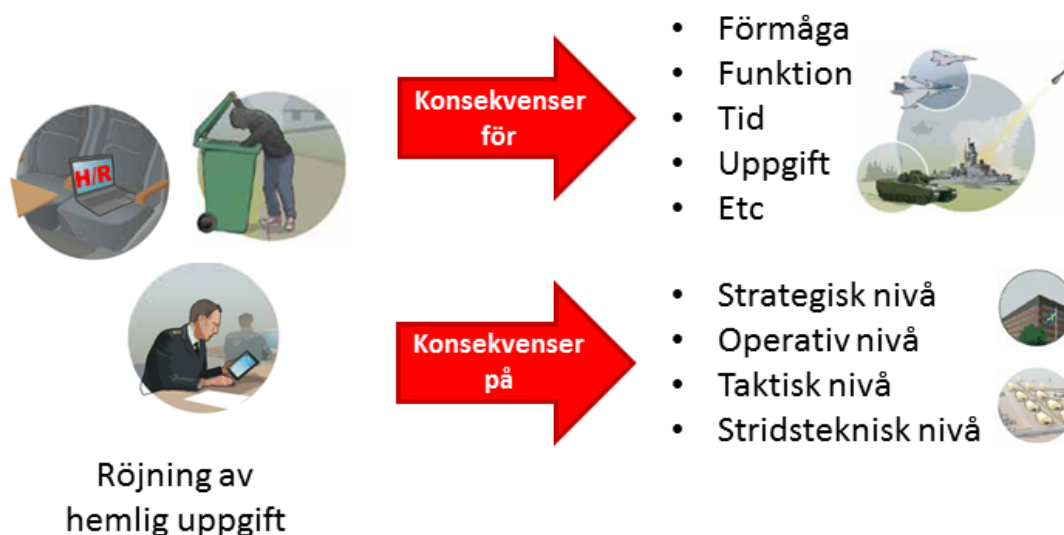 H/R
Röjning av
hemlig uppgift
Konsekvenser
för
• Förmåga
• Funktion
• Tid
• Uppgift
• Etc
Konsekvenser
på
• Strategisk nivå
• Operativ nivå
• Taktisk nivå
• Stridsteknisk nivå